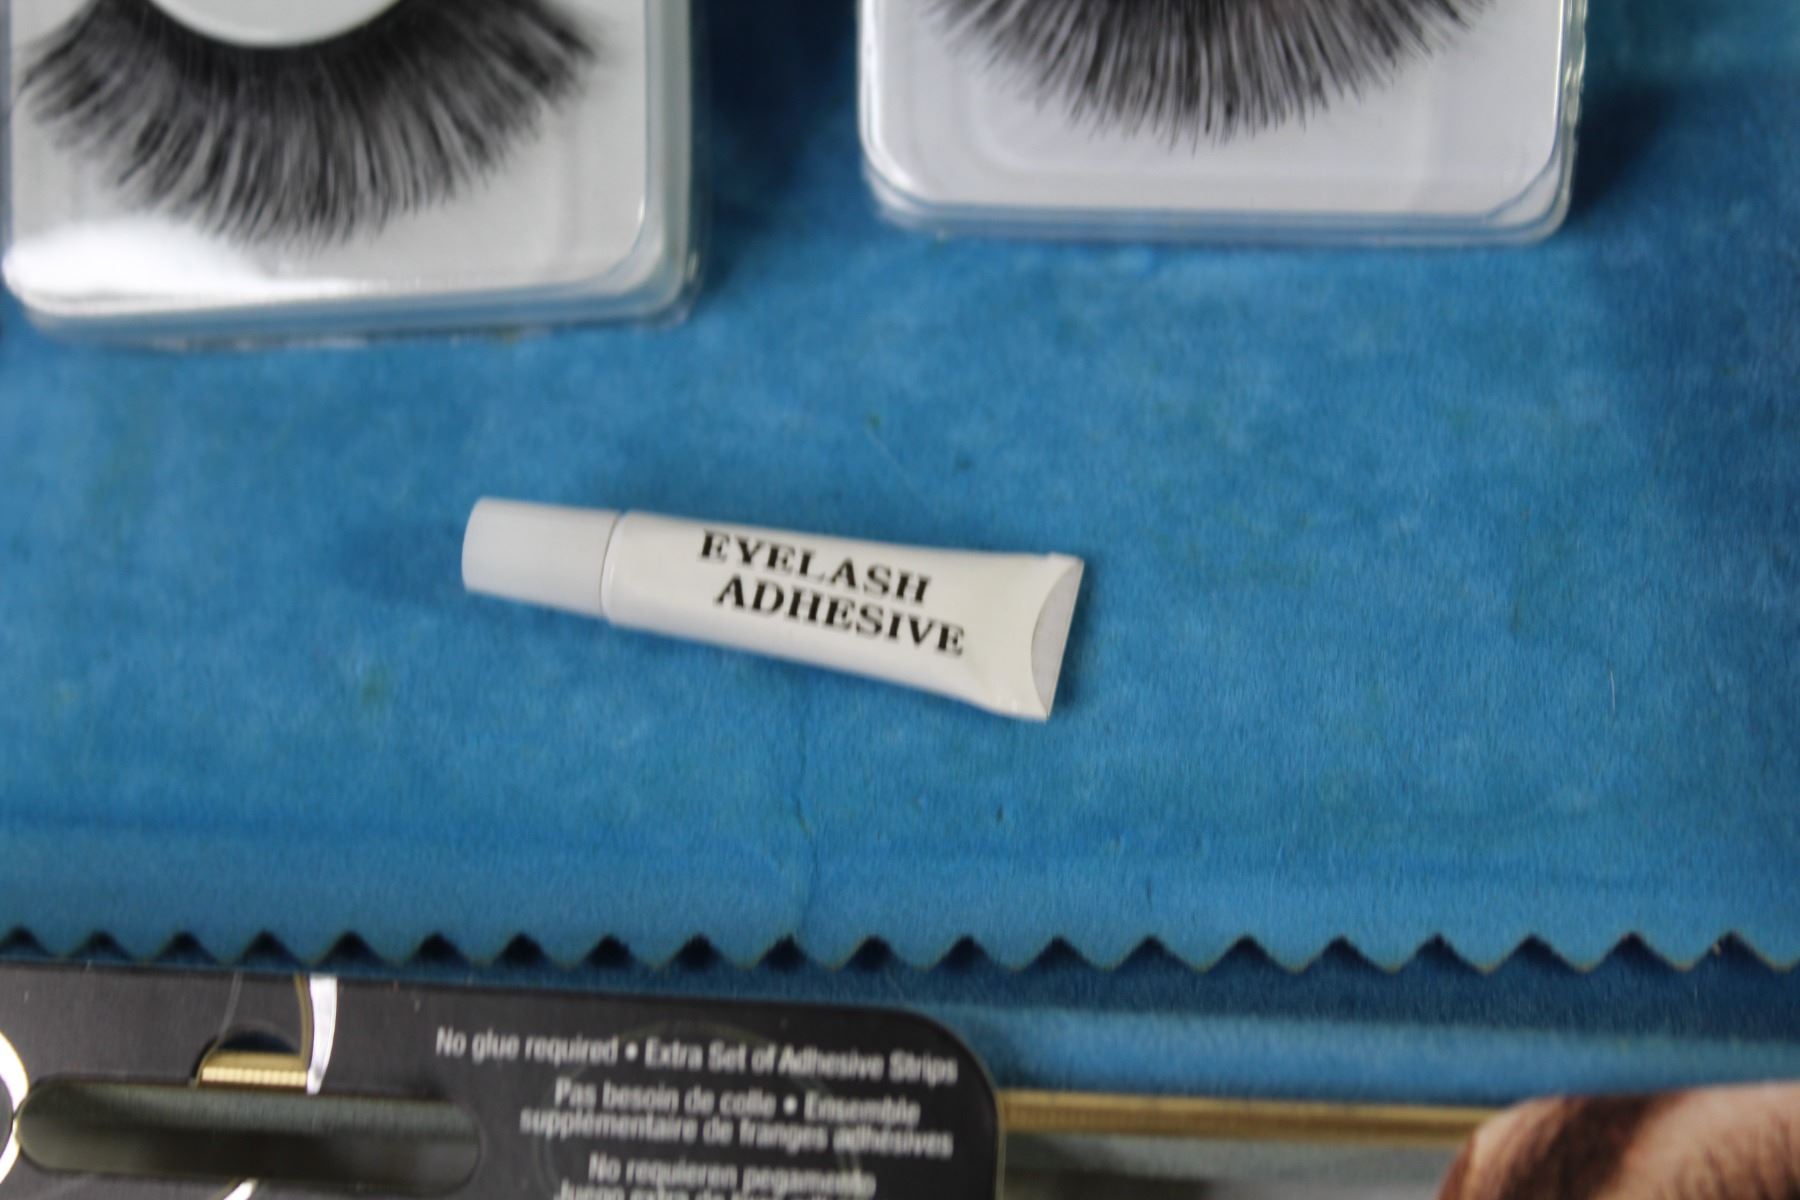 EYELASH
ADHESIVE
No glue required • Extra Set of Adhesive Strips
Pas besoin de colle • Ensemble
supplémentaire de franges adhésives
No requieren pegamento